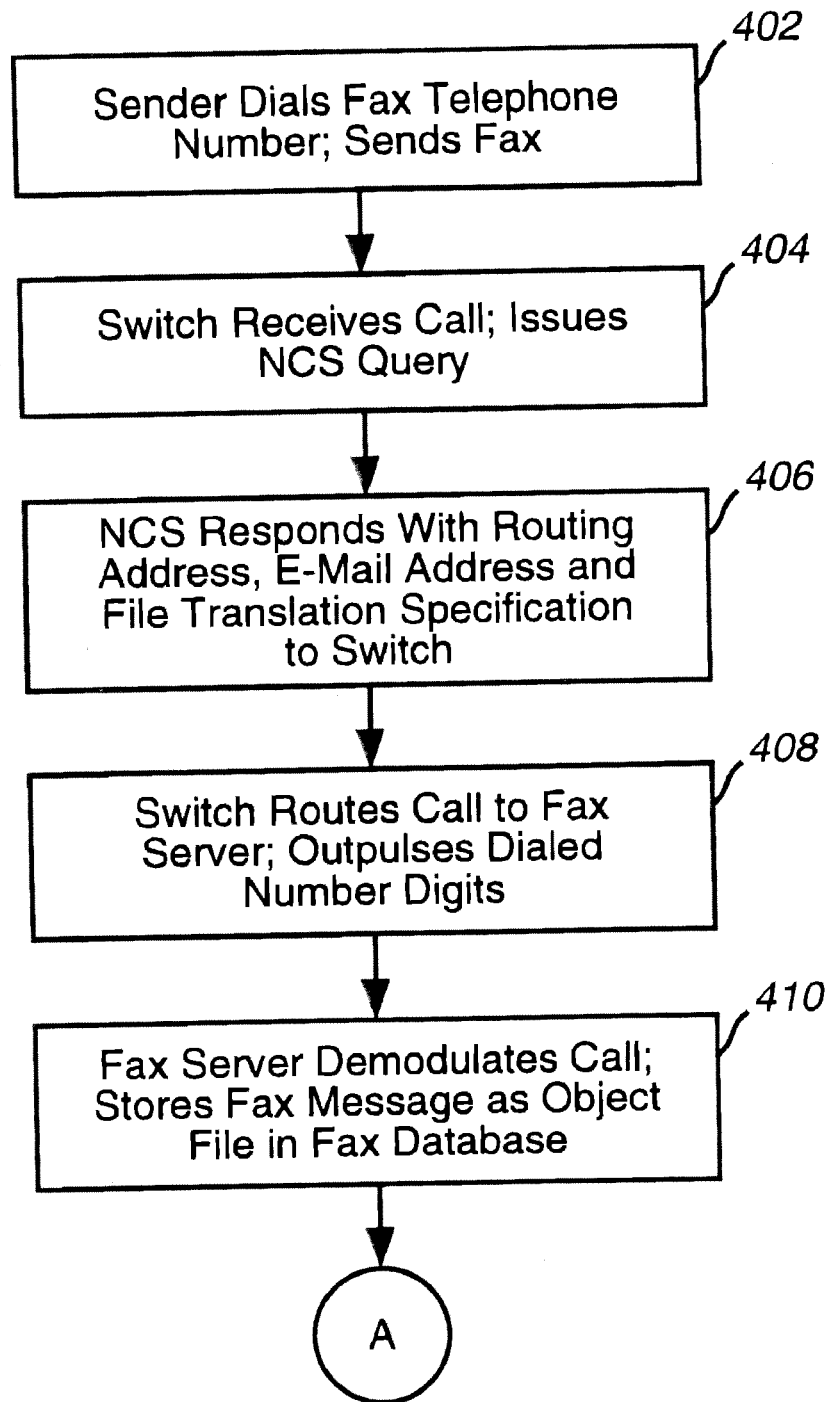 402
Sender Dials Fax Telephone
Number; Sends Fax
404
Switch Receives Call; Issues
NCS Query
406
NCS Responds With Routing
Address, E-Mail Address and
File Translation Specification
to Switch
408
Switch Routes Call to Fax
Server; Outpulses Dialed
Number Digits
410
Fax Server Demodulates Call;
Stores Fax Message as Object
File in Fax Database
A